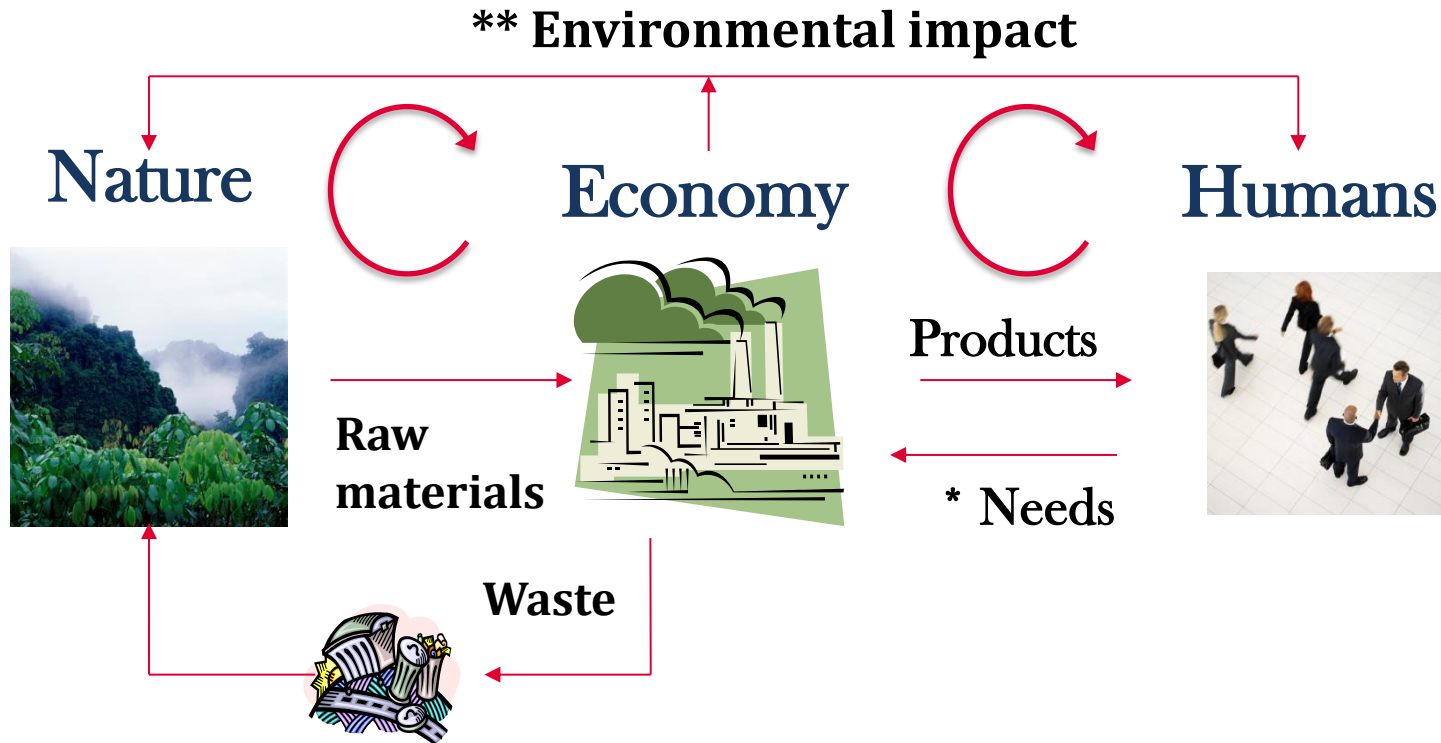 ** Environmental impact
Nature
Economy
Humans
Products
Raw
materials
* Needs
Waste